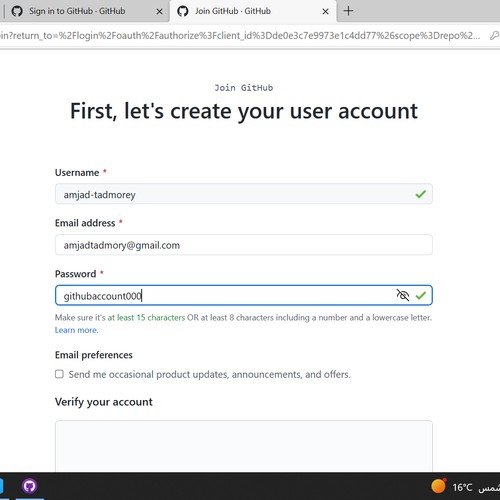 Sign in to GitHub · GitHub
Join GitHub · GitHub
oin?return_to=%2Flogin%2Foauth%2Fauthorize%3Fclient_id%3Dde0e3c7e9973e1c4dd77%26scope%3Drepo%2...
Join GitHub
First, let's create your user account
Username *
amjad-tadmorey
Email address *
amjadtadmory@gmail.com
Password *
githubaccount000
Make sure it's at least 15 characters OR at least 8 characters including a number and a lowercase letter.
Learn more.
Email preferences
Send me occasional product updates, announcements, and offers.
Verify your account
16°C شمس